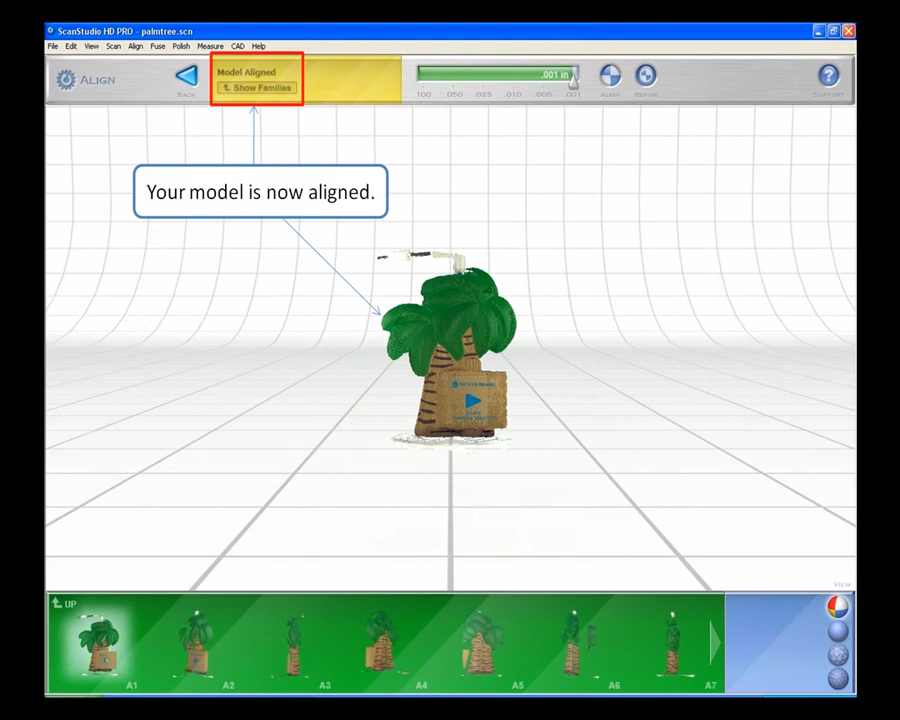 ScanStudio HD PRO - palmtree.scn
File Edit View Scan Align Fuse Polish Measure CAD Help
ALIGN
BACK
Model Aligned
Show Families
.001 in
.100 .050 .025 .010 .005 .001
ALIGN REFINE
SUPPORT
Your model is now aligned.
VIEW
UP
A1 A2 A3 A4 A5 A6 A7